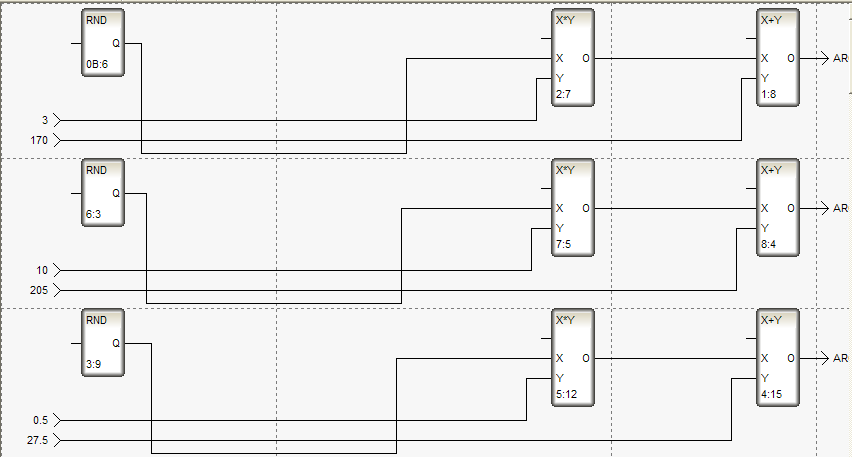 RND
Q
0B:6
X*Y
X O
Y
2:7
X+Y
X O
Y
1:8
AR
3
170
RND
Q
6:3
X*Y
X O
Y
7:5
X+Y
X O
Y
8:4
AR
10
205
RND
Q
3:9
X*Y
X O
Y
5:12
X+Y
X O
Y
4:15
AR
0.5
27.5